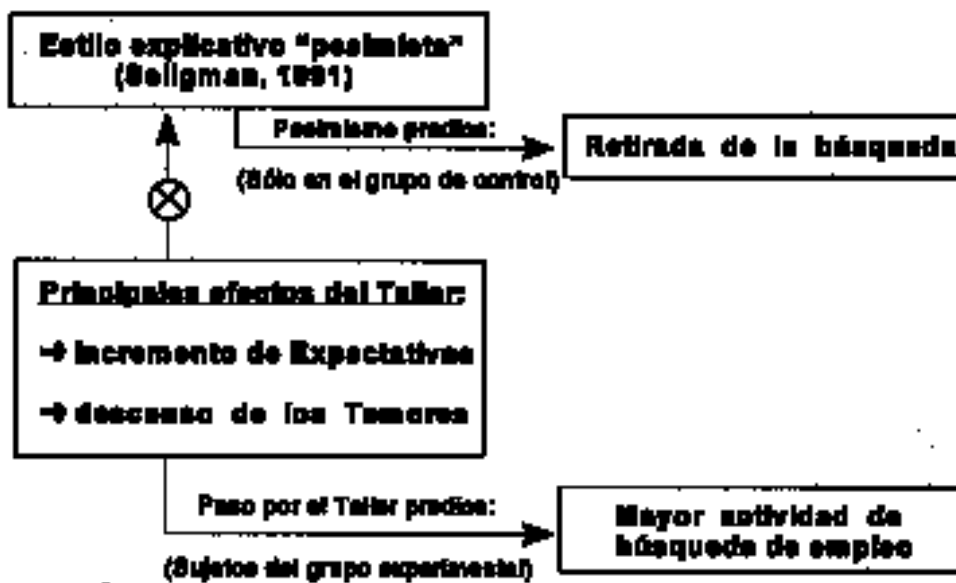 Estilo explicativo "pesimista"
(Seligman, 1991)
Pesimismo predice:
(Sólo en el grupo de control)
Retirada de la búsqueda
Principales efectos del Taller:
→ Incremento de Expectativas
→ descenso de los Temores
Paso por el Taller predice:
(Sujetos del grupo experimental)
Mayor actividad de
búsqueda de empleo